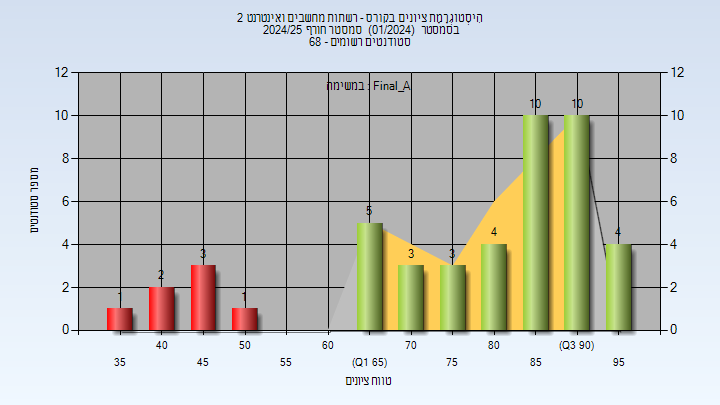 הִיסְטוֹגְרַמַּת ציונים בקורס - רשתות מחשבים ואינטרנט 2
בסמסטר (01/2024) סמסטר חורף 2024/25
סטודנטים רשומים - 68
במשימה : Final_A
12 12
10 10
8 8
6 6
4 4
2 2
0 0
מספר סטודנטים
1 2 3 1 5 3 3 4 10 10 4
40 50 60 70 80 (Q3 90)
35 45 55 (Q1 65) 75 85 95
טווח ציונים